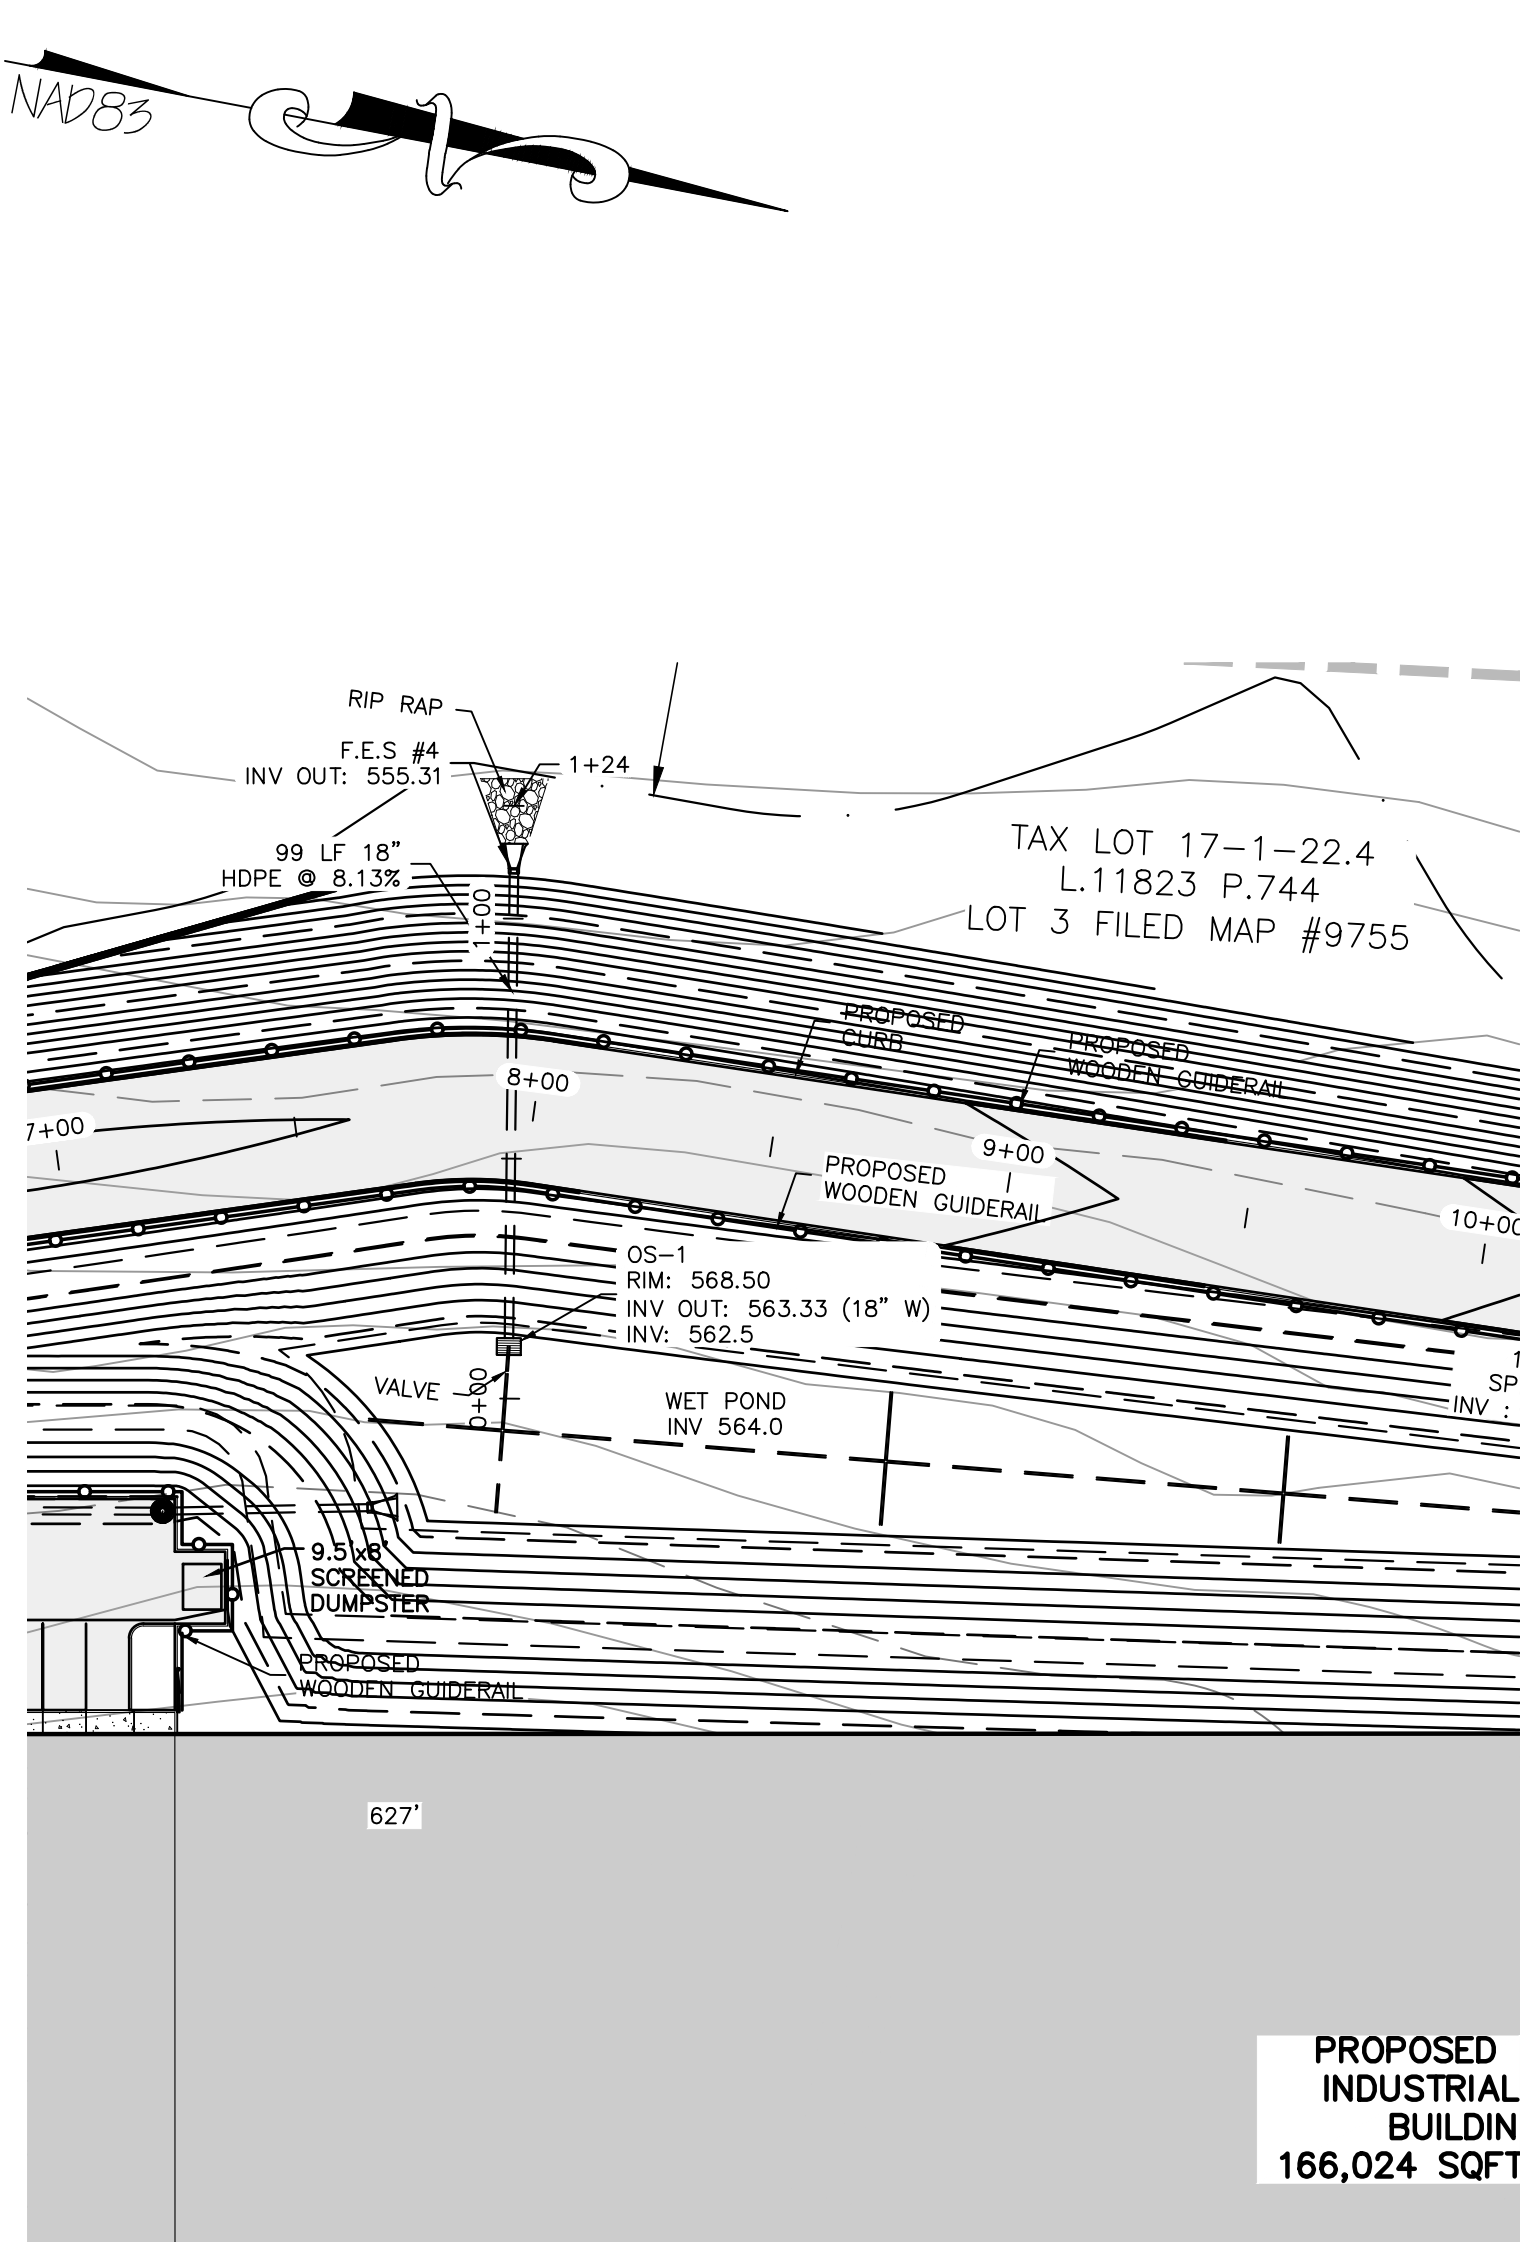 NAD83
RIP RAP
F.E.S #4
INV OUT: 555.31
1+24
99 LF 18"
HDPE @ 8.13%
1+00
TAX LOT 17-1-22.4
L.11823 P.744
LOT 3 FILED MAP #9755
PROPOSED
CURB
PROPOSED
WOODEN GUIDERAIL
8+00
7+00
9+00
PROPOSED
WOODEN GUIDERAIL
10+00
OS-1
RIM: 568.50
INV OUT: 563.33 (18" W)
INV: 562.5
1
SP
INV :
VALVE
0+00
WET POND
INV 564.0
9.5'x8'
SCREENED
DUMPSTER
PROPOSED
WOODEN GUIDERAIL
627'
PROPOSED
INDUSTRIAL
BUILDIN
166,024 SQFT